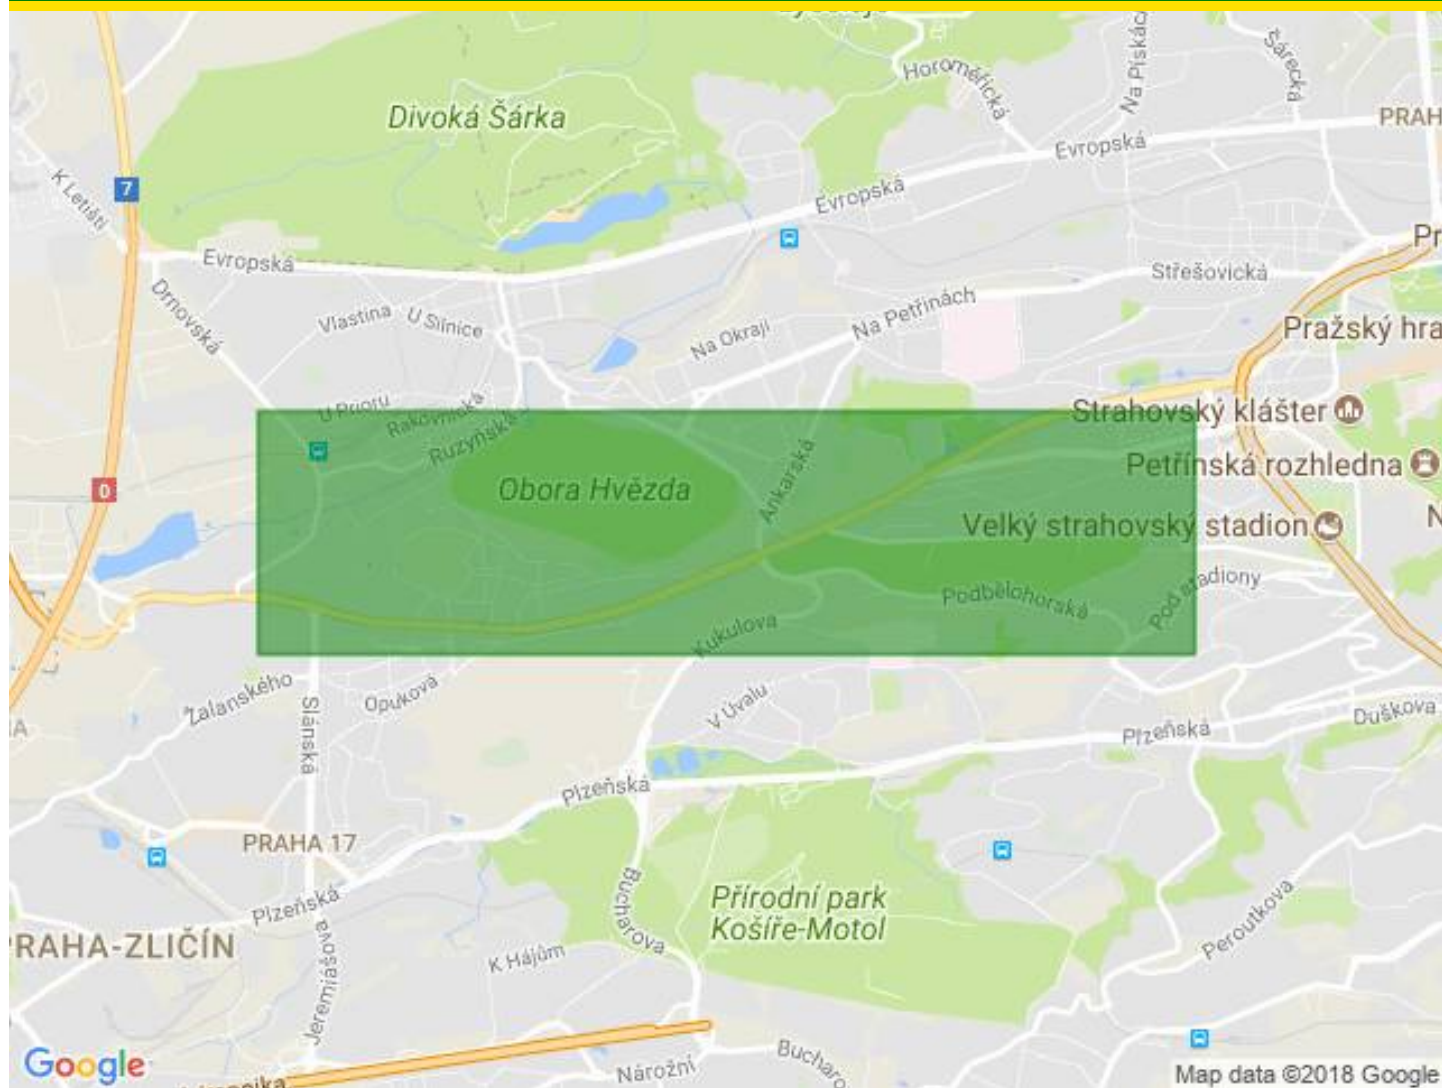 Horoměřická
Na Piskác
Šárecká
Divoká Šárka
PRAH
Evropská
K Letišti
7
Evropská
Pr
Evropská
Střešovická
Drnovská
Na Petřinách
Vlastina
U Silnice
Na Okraji
Pražský hra
U Prioru
Rakovnická
Strahovský klášter
Ruzyňská
Petřínská rozhledna
Ankarská
0
Obora Hvězda
N
Velký strahovský stadion
Podbělohorská
Pod stadiony
Kukulova
Žalanského
Opuková
V Úvalu
Duškova
Slánská
A
Plzeňská
Plzeňská
PRAHA 17
Přírodní park
Košíře-Motol
Plzeňská
Bucharova
Peroutkova
RAHA-ZLIČÍN
K Hájům
Jeremiášova
Google
Nárožní
Bucharo
Map data ©2018 Google